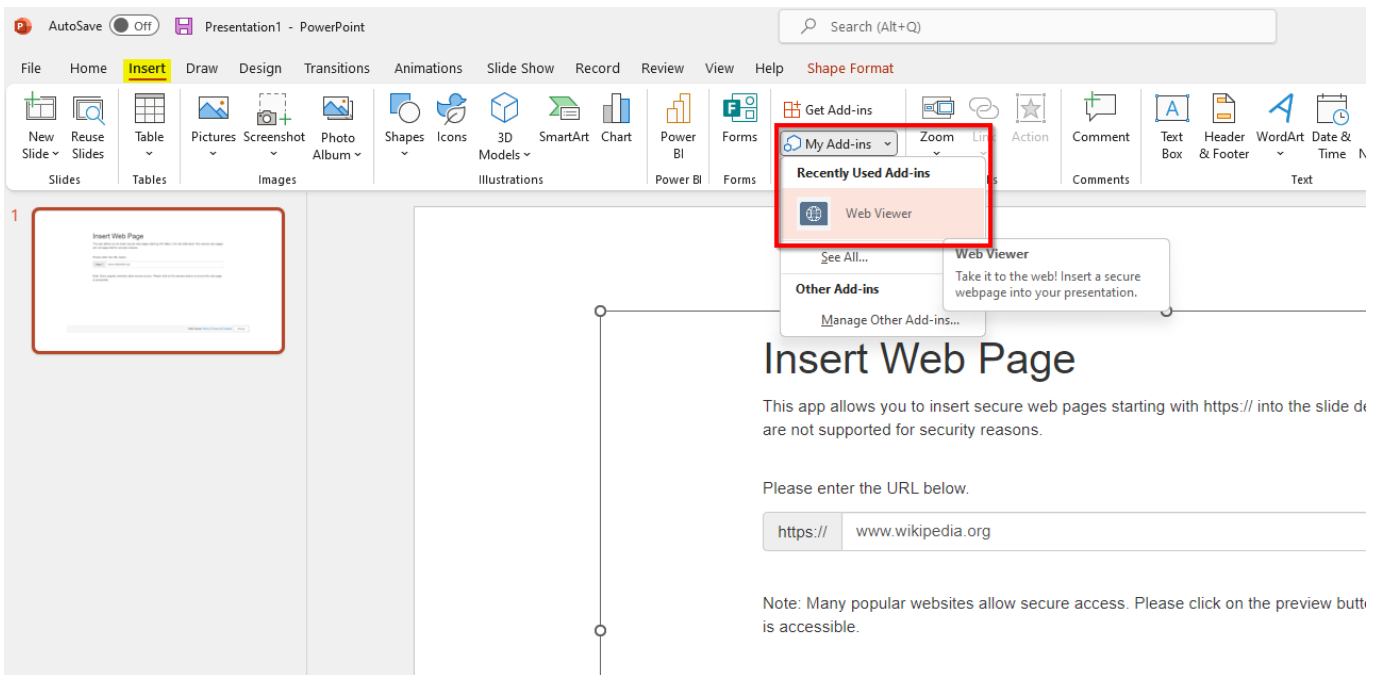 AutoSave Off Presentation1 - PowerPoint Search (Alt+Q)
File Home Insert Draw Design Transitions Animations Slide Show Record Review View Help Shape Format
New Slide
Reuse Slides
Table
Pictures
Screenshot
Photo Album
Shapes
Icons
3D Models
SmartArt
Chart
Power BI
Forms
Get Add-ins
My Add-ins
Zoom
Link
Action
Comment
Text Box
Header & Footer
WordArt
Date & Time
N
Slides Tables Images Illustrations Power BI Forms Comments Text
Recently Used Add-ins
Web Viewer
See All...
Other Add-ins
Manage Other Add-ins...
Web Viewer
Take it to the web! Insert a secure
webpage into your presentation.
1
Insert Web Page
Insert Web Page
This app allows you to insert secure web pages starting with https:// into the slide de
are not supported for security reasons.
Please enter the URL below.
https:// www.wikipedia.org
Note: Many popular websites allow secure access. Please click on the preview butt
is accessible.